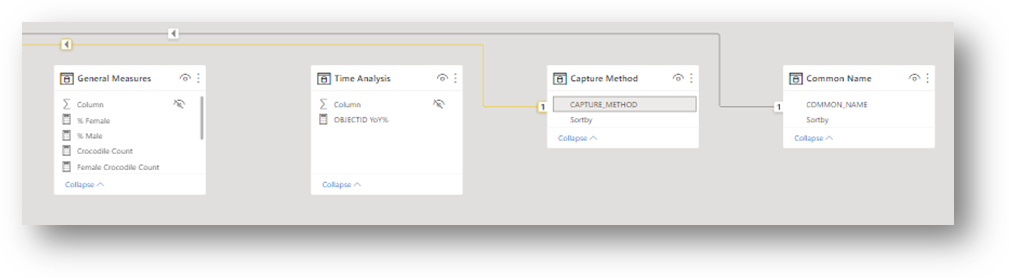 General Measures
Column
% Female
% Male
Crocodile Count
Female Crocodile Count
Collapse
Time Analysis
Column
OBJECTID YoY%
Collapse
1
Capture Method
CAPTURE_METHOD
Sortby
Collapse
1
Common Name
COMMON_NAME
Sortby
Collapse